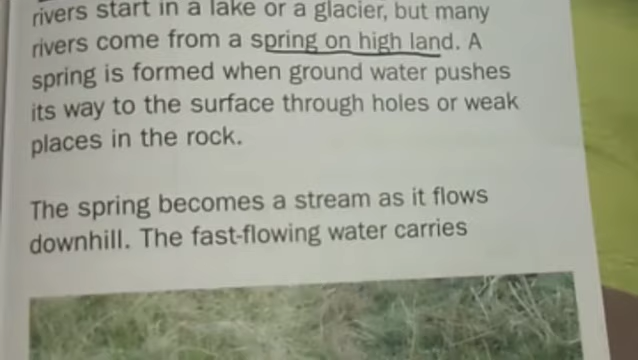 rivers start in a lake or a glacier, but many
rivers come from a spring on high land. A
spring is formed when ground water pushes
its way to the surface through holes or weak
places in the rock.
The spring becomes a stream as it flows
downhill. The fast-flowing water carries